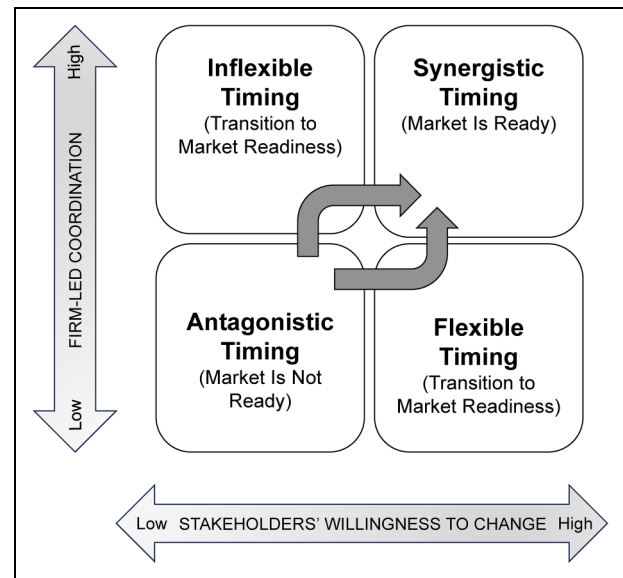 High
FIRM-LED COORDINATION
Low
Inflexible
Timing
(Transition to
Market Readiness)
Synergistic
Timing
(Market Is Ready)
Antagonistic
Timing
(Market Is Not
Ready)
Flexible
Timing
(Transition to
Market Readiness)
Low STAKEHOLDERS' WILLINGNESS TO CHANGE High